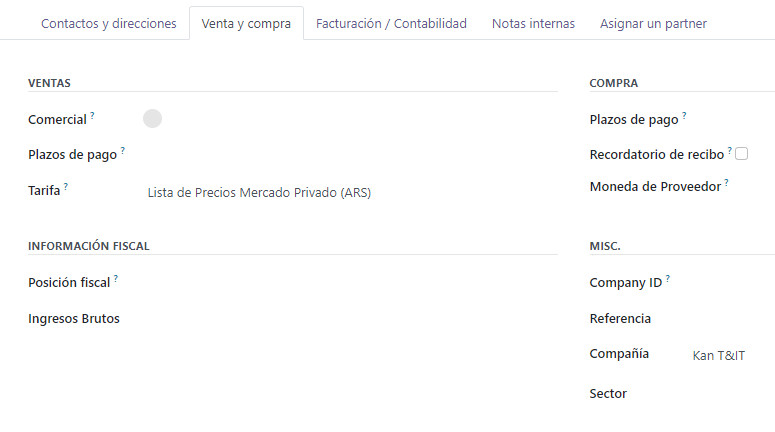 Contactos y direcciones Venta y compra Facturación / Contabilidad Notas internas Asignar un partner
VENTAS
Comercial ?
Plazos de pago
Tarifa ? Lista de Precios Mercado Privado (ARS)
COMPRA
Plazos de pago ?
Recordatorio de recibo ?
Moneda de Proveedor ?
INFORMACIÓN FISCAL
Posición fiscal ?
Ingresos Brutos
MISC.
Company ID ?
Referencia
Compañía Kan T&IT
Sector